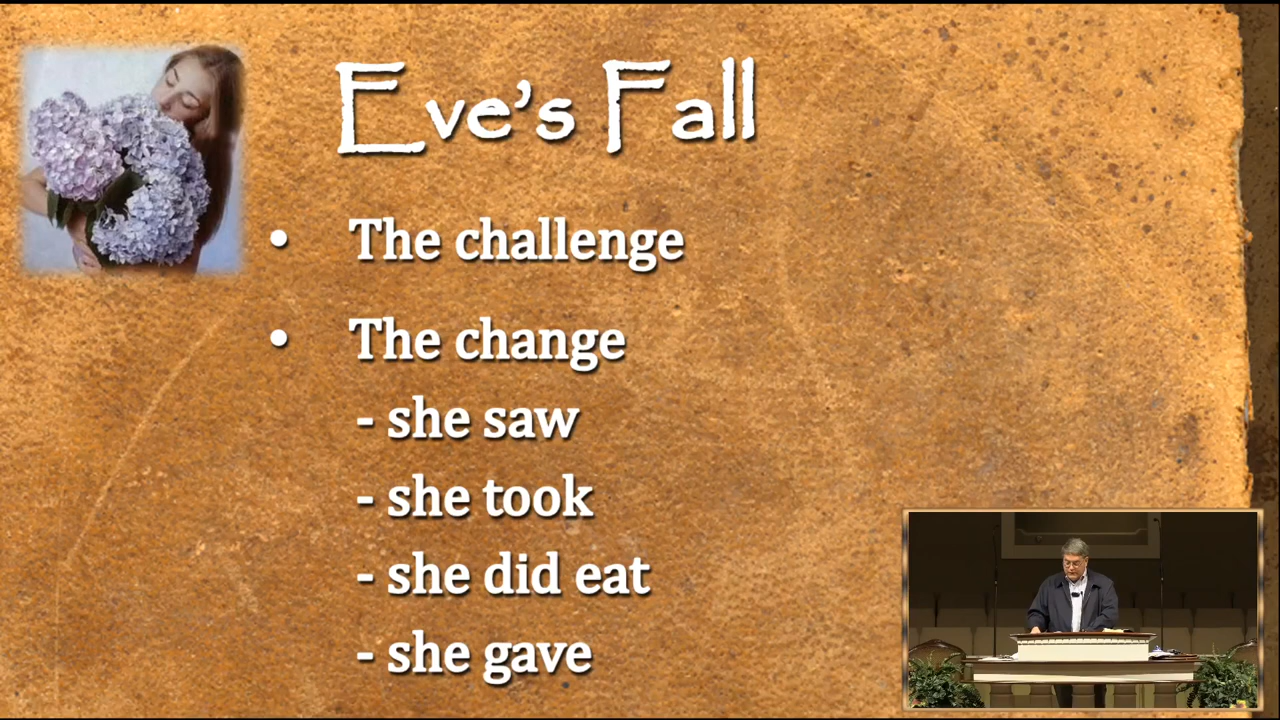 Eve's Fall
• The challenge
• The change
- she saw
- she took
- she did eat
- she gave